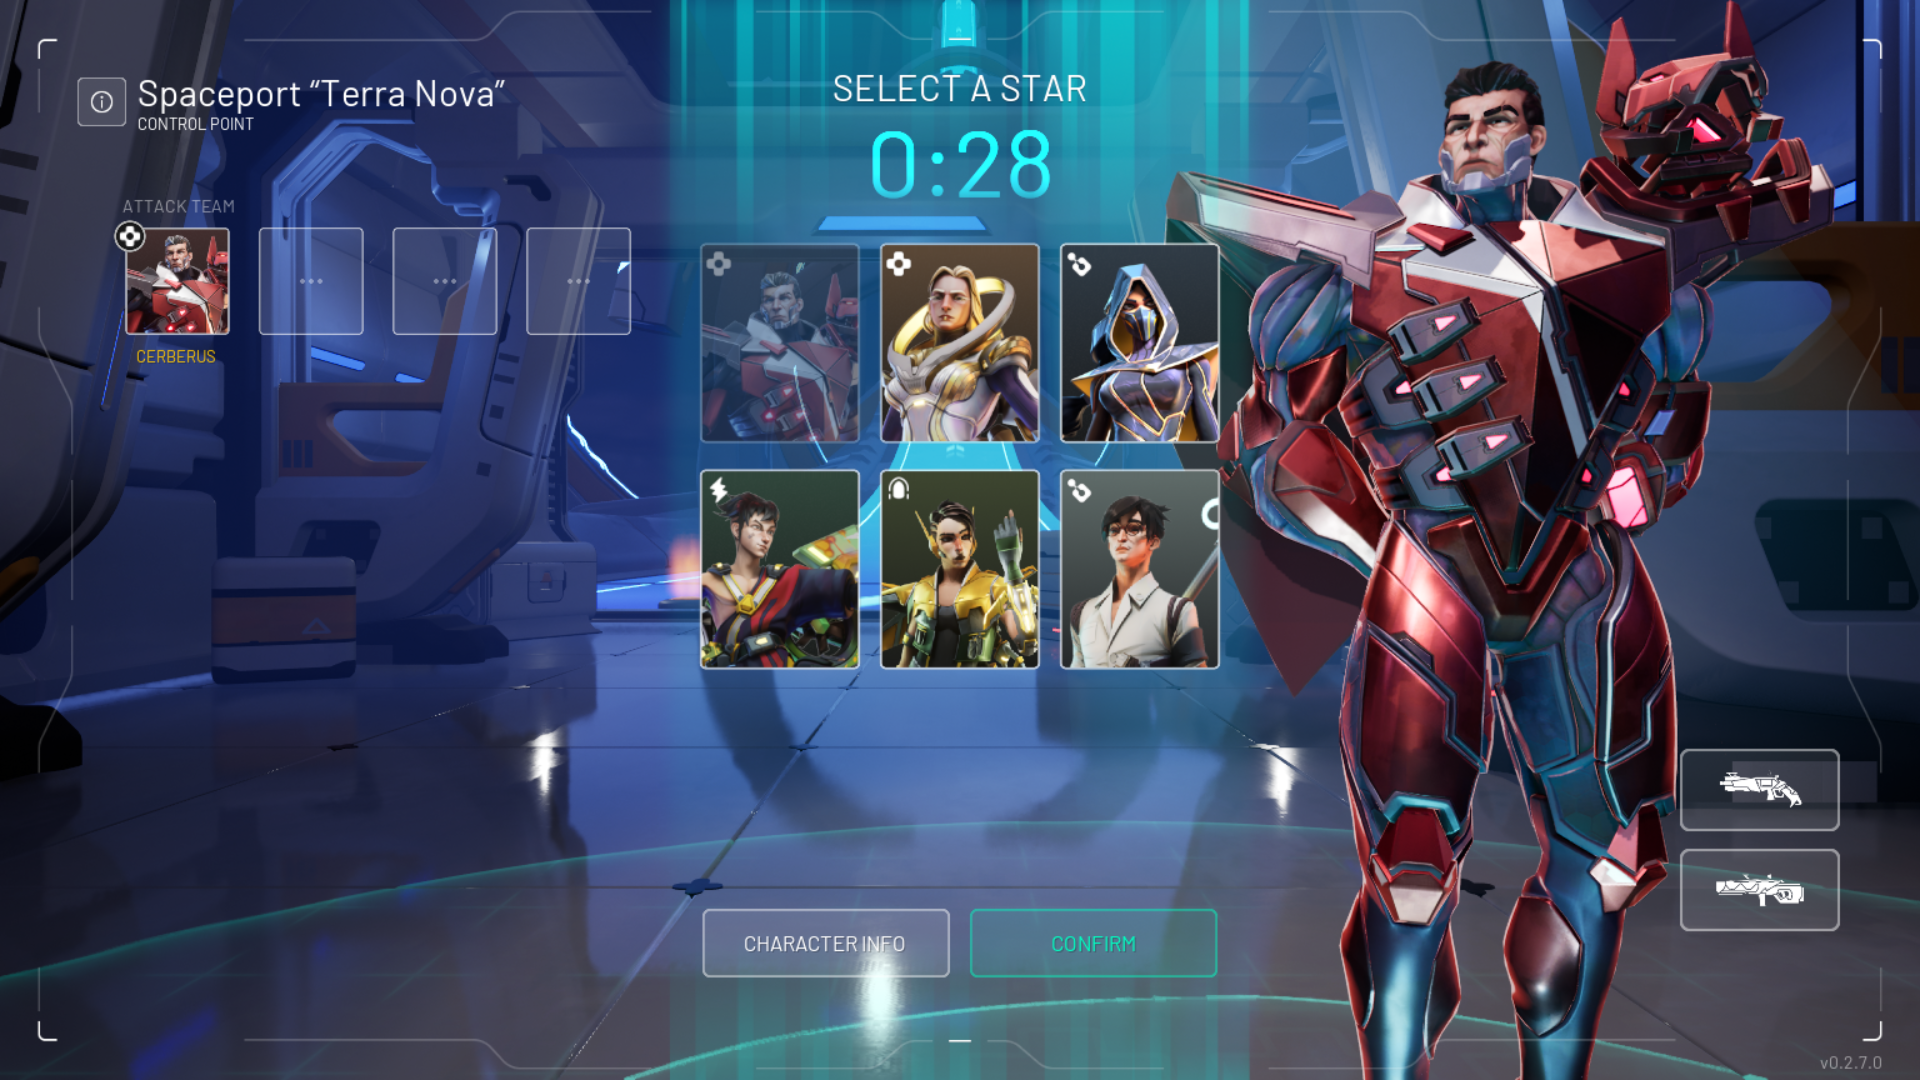 Spaceport “Terra Nova”
CONTROL POINT
ATTACK TEAM
CERBERUS
SELECT A STAR
0:28
CHARACTER INFO
CONFIRM
v0.2.7.0